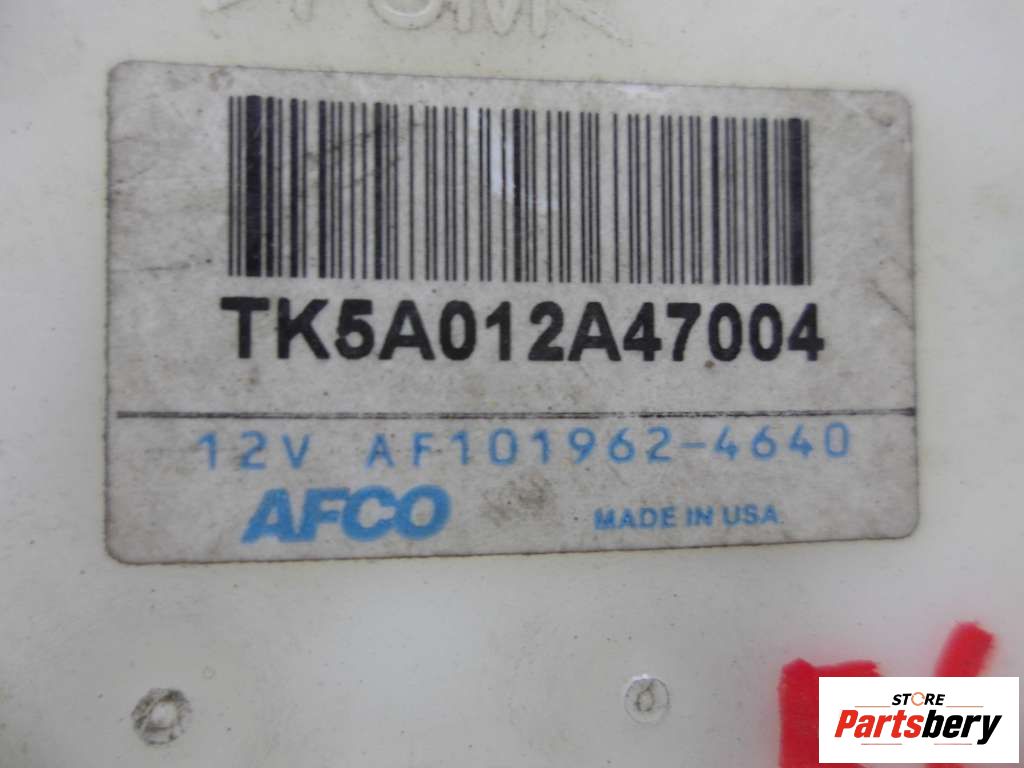 TK5A012A47004
12V AF101962-4640
AFCO
MADE IN USA.
STORE
Partsbery